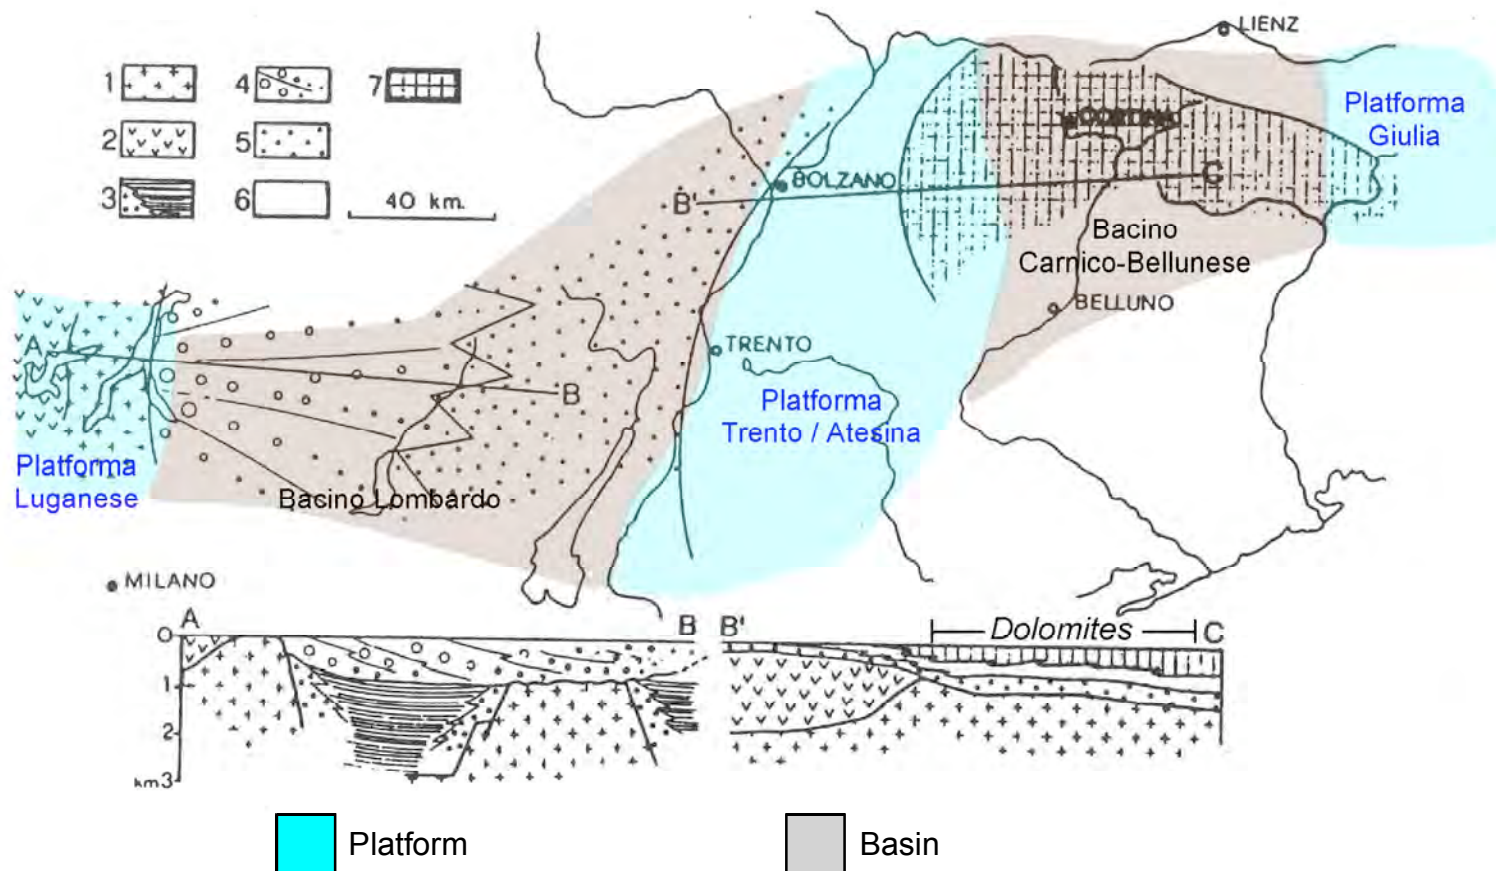 1
4
7
2
5
3
6
40 km.
LIENZ
Platforma
Giulia
CORTINA
BOLZANO
B'
C
Bacino
Carnico-Bellunese
BELLUNO
A
TRENTO
B
Platforma
Trento / Atesina
Platforma
Luganese
Bacino Lombardo
MILANO
A
B
B'
Dolomites
C
0
1
2
km3
Platform
Basin